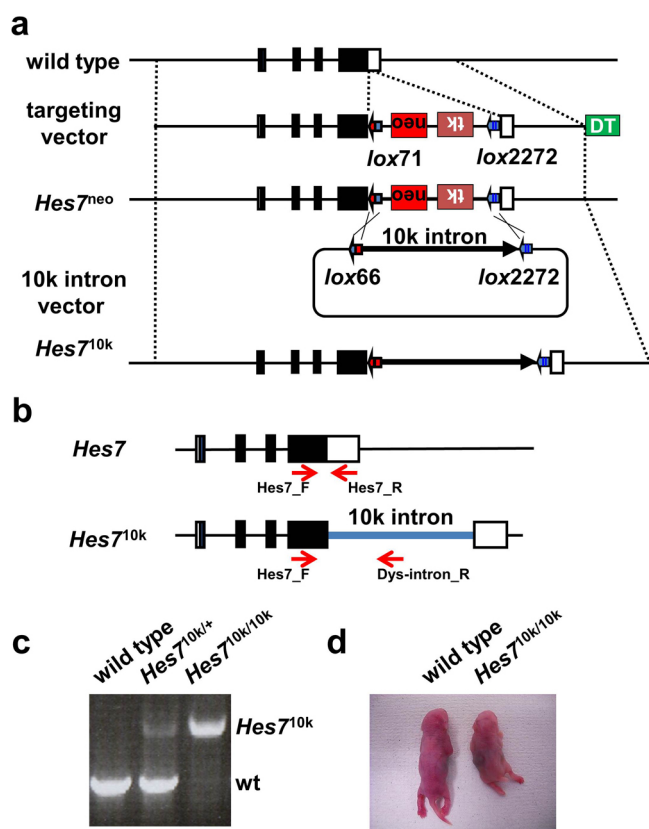 a
wild type
targeting
vector
DT
neo
tk
lox71
lox2272
Hes7neo
neo
tk
10k intron
lox66
lox2272
10k intron
vector
Hes710k
b
Hes7
Hes7_F
Hes7_R
10k intron
Hes710k
Hes7_F
Dys-intron_R
c
wild type
Hes710k/+
Hes710k/10k
Hes710k
wt
d
wild type
Hes710k/10k